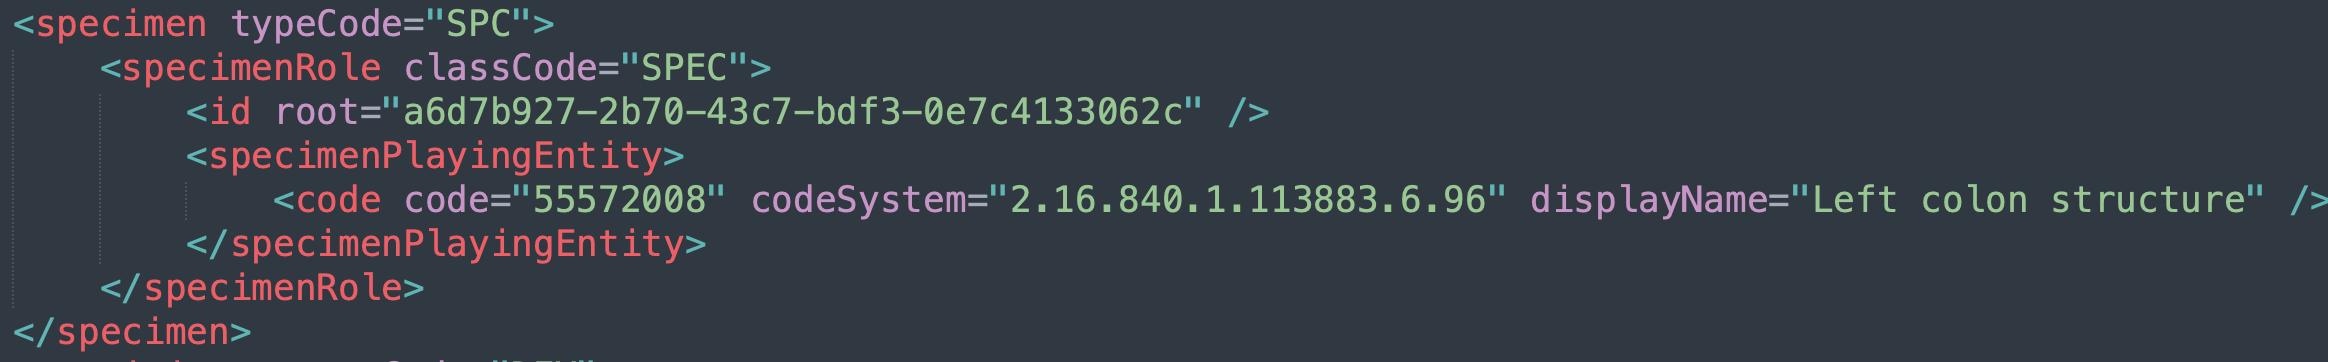 <specimen typeCode="SPC">
<specimenRole classCode="SPEC">
<id root="a6d7b927-2b70-43c7-bdf3-0e7c4133062c" />
<specimenPlayingEntity>
<code code="55572008" codeSystem="2.16.840.1.113883.6.96" displayName="Left colon structure" />
</specimenPlayingEntity>
</specimenRole>
</specimen>